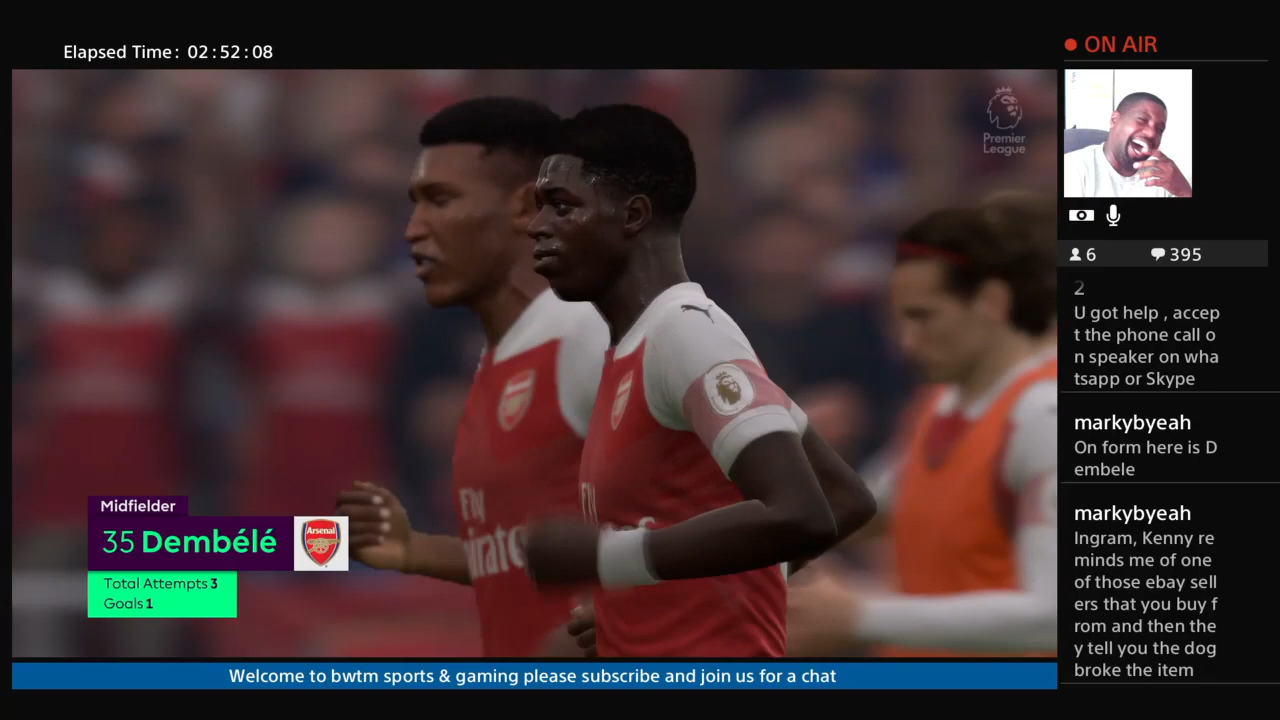 Elapsed Time: 02:52:08
ON AIR
Premier
League
6
395
2
U got help , accep
t the phone call o
n speaker on wha
tsapp or Skype
markybyeah
On form here is D
embele
markybyeah
Ingram, Kenny re
minds me of one
of those ebay sell
ers that you buy f
rom and then the
y tell you the dog
broke the item
Fly
Emirates
Midfielder
35 Dembélé
Arsenal
Total Attempts 3
Goals 1
Welcome to bwtm sports & gaming please subscribe and join us for a chat